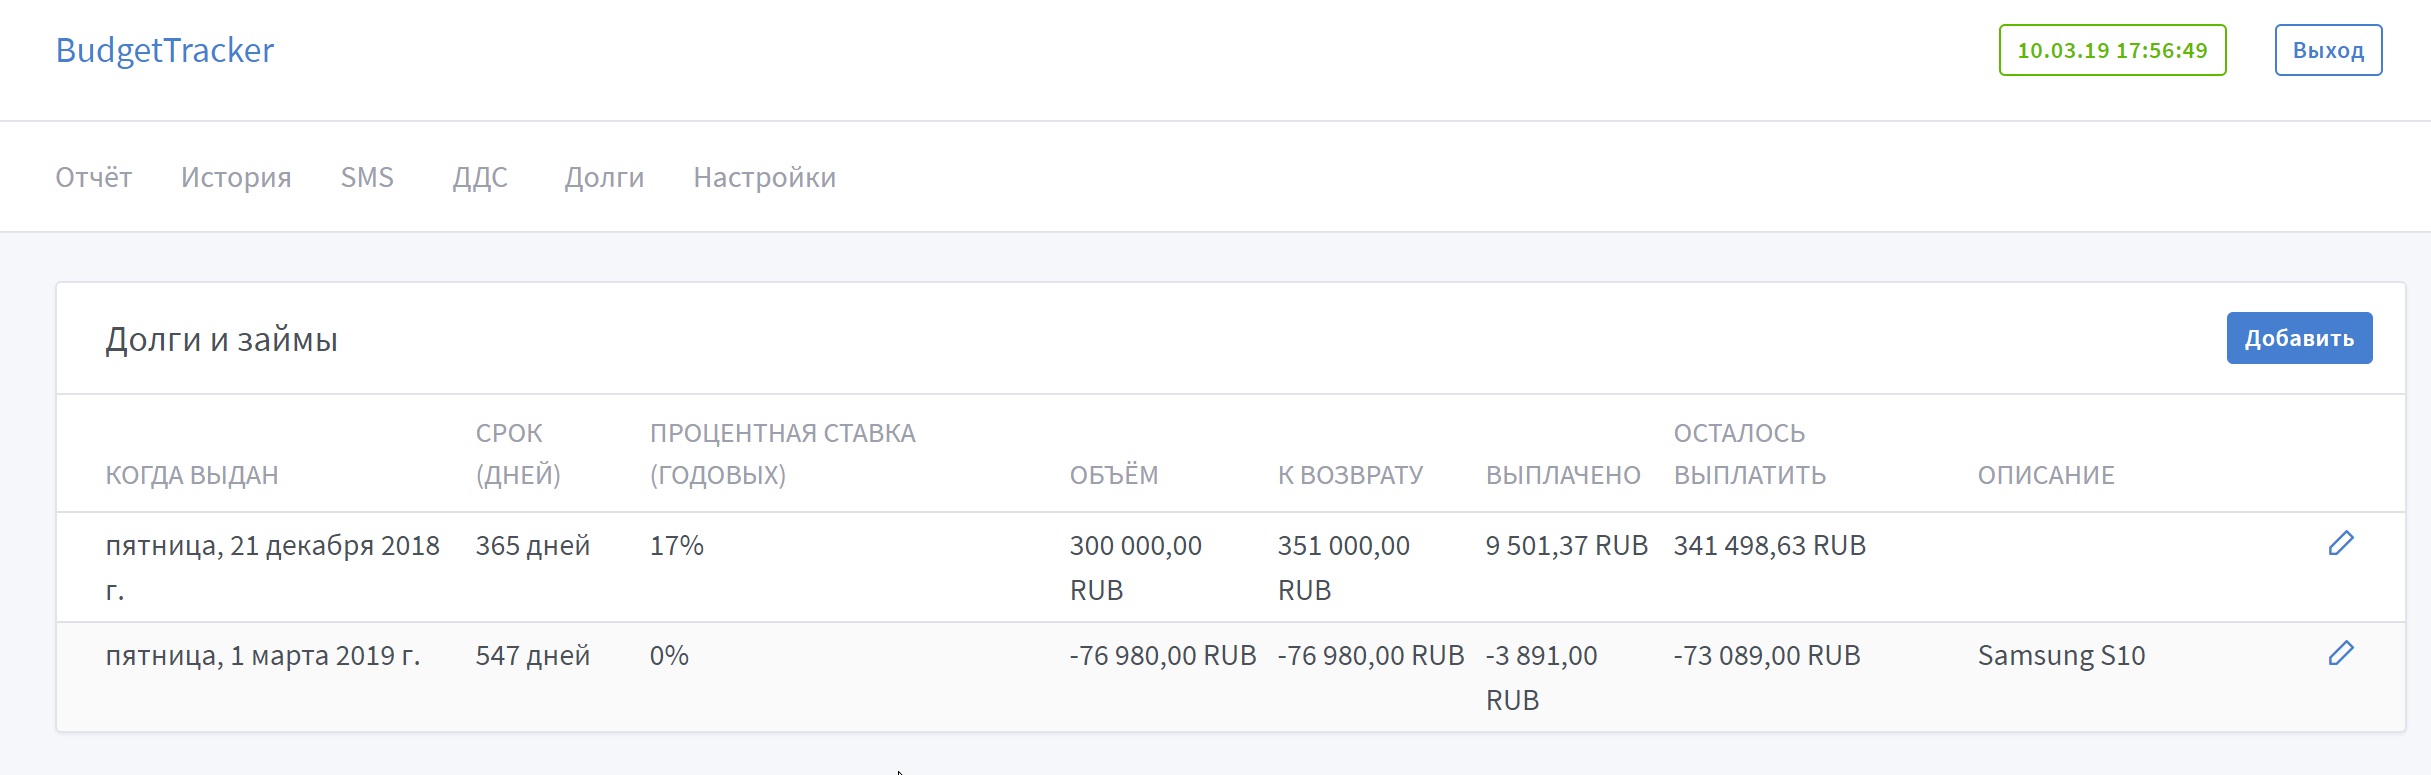 BudgetTracker
10.03.19 17:56:49
Выход
Отчёт История SMS ДДС Долги Настройки
Долги и займы
Добавить
КОГДА ВЫДАН
СРОК
(ДНЕЙ)
ПРОЦЕНТНАЯ СТАВКА
(ГОДОВЫХ)
ОБЪЁМ
К ВОЗВРАТУ
ВЫПЛАЧЕНО
ОСТАЛОСЬ
ВЫПЛАТИТЬ
ОПИСАНИЕ
пятница, 21 декабря 2018
г.
365 дней
17%
300 000,00
RUB
351 000,00
RUB
9 501,37 RUB
341 498,63 RUB
пятница, 1 марта 2019 г.
547 дней
0%
-76 980,00 RUB
-76 980,00 RUB
-3 891,00
RUB
-73 089,00 RUB
Samsung S10